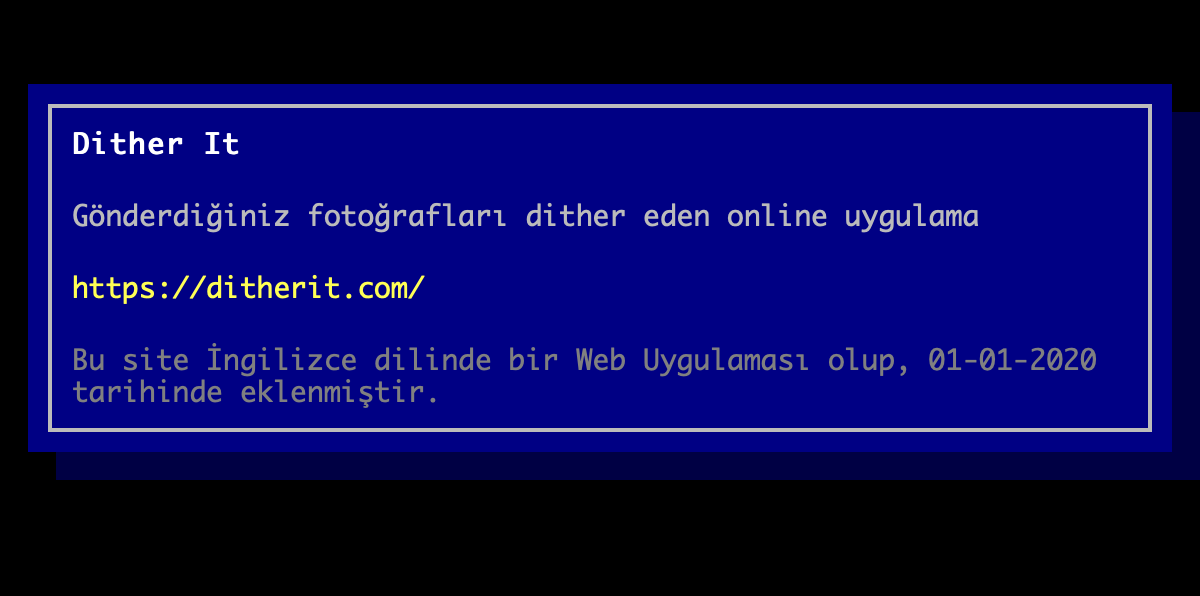 Dither It
Gönderdiğiniz fotoğrafları dither eden online uygulama
https://ditherit.com/
Bu site İngilizce dilinde bir Web Uygulaması olup, 01-01-2020
tarihinde eklenmiştir.